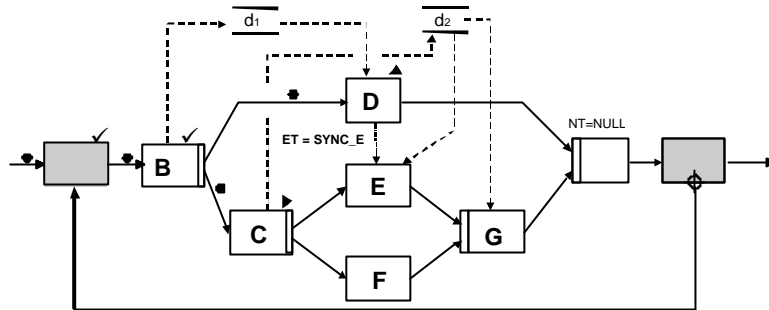 d1
d2
D
NT=NULL
ET = SYNC_E
B
E
C
G
F